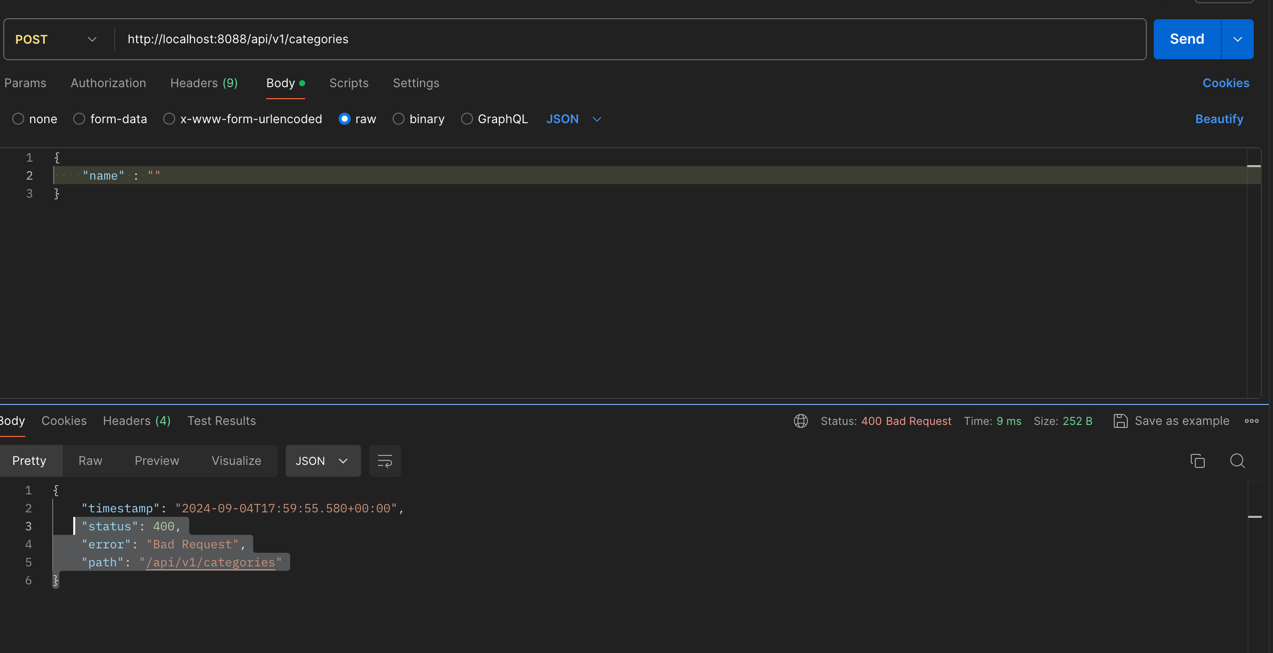 POST http://localhost:8088/api/v1/categories Send
Params Authorization Headers (9) Body Scripts Settings Cookies
none form-data x-www-form-urlencoded raw binary GraphQL JSON Beautify
1 {
2 "name" : ""
3 }
Body Cookies Headers (4) Test Results Status: 400 Bad Request Time: 9 ms Size: 252 B Save as example
Pretty Raw Preview Visualize JSON
1 {
2 "timestamp": "2024-09-04T17:59:55.580+00:00",
3 "status": 400,
4 "error": "Bad Request",
5 "path": "/api/v1/categories"
6 }